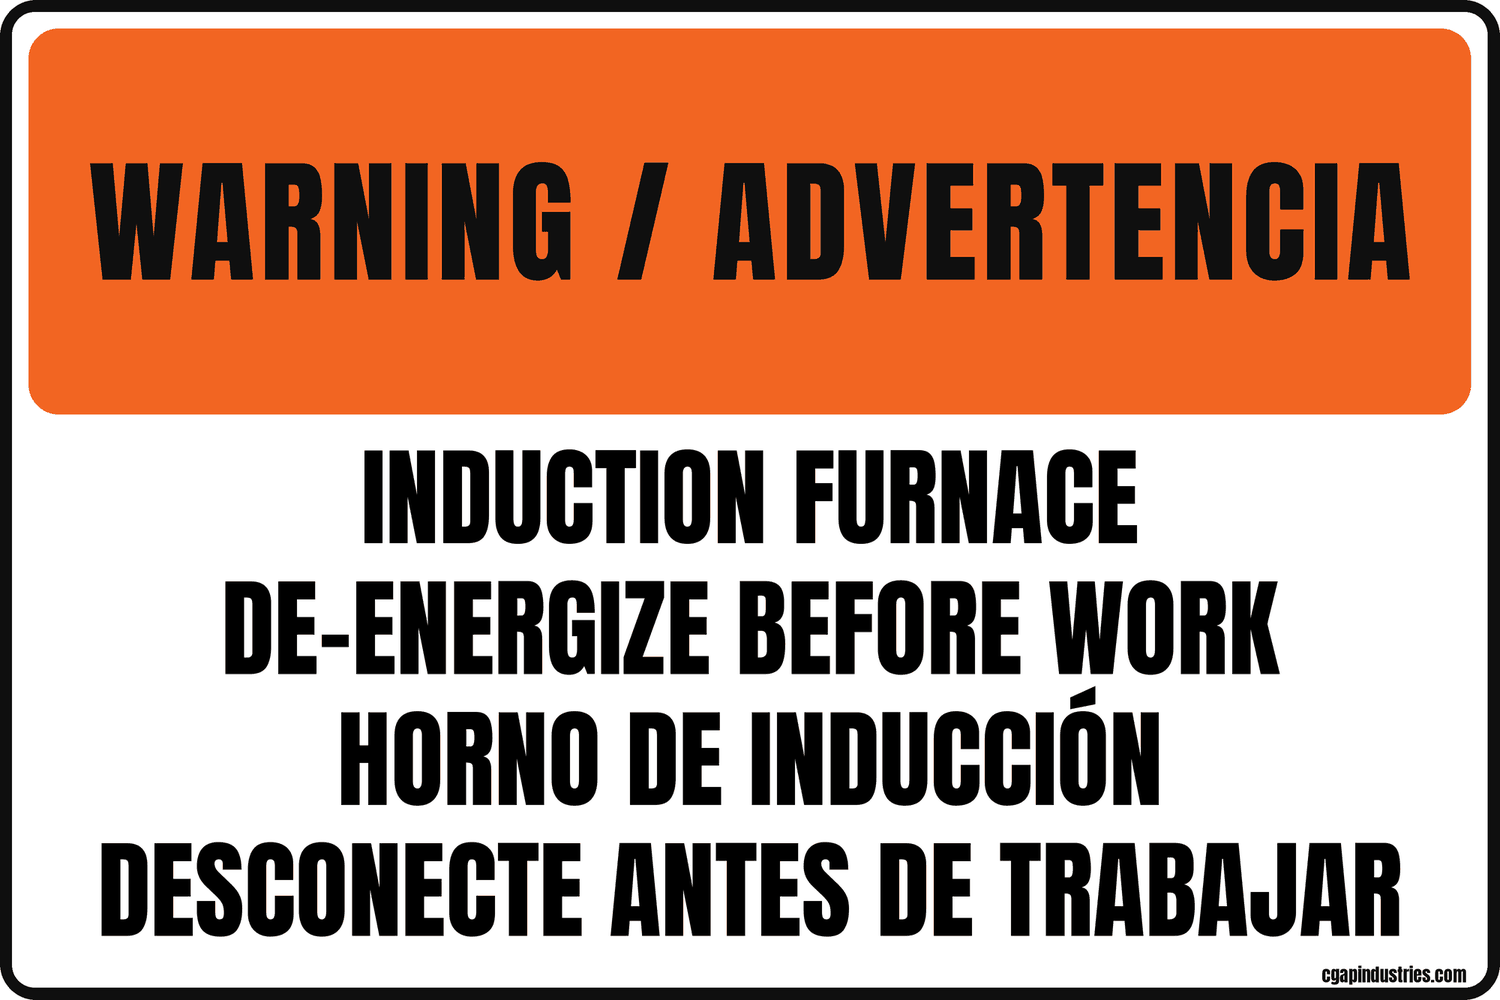 WARNING / ADVERTENCIA
INDUCTION FURNACE
DE-ENERGIZE BEFORE WORK
HORNO DE INDUCCIÓN
DESCONECTE ANTES DE TRABAJAR
cgapindustries.com